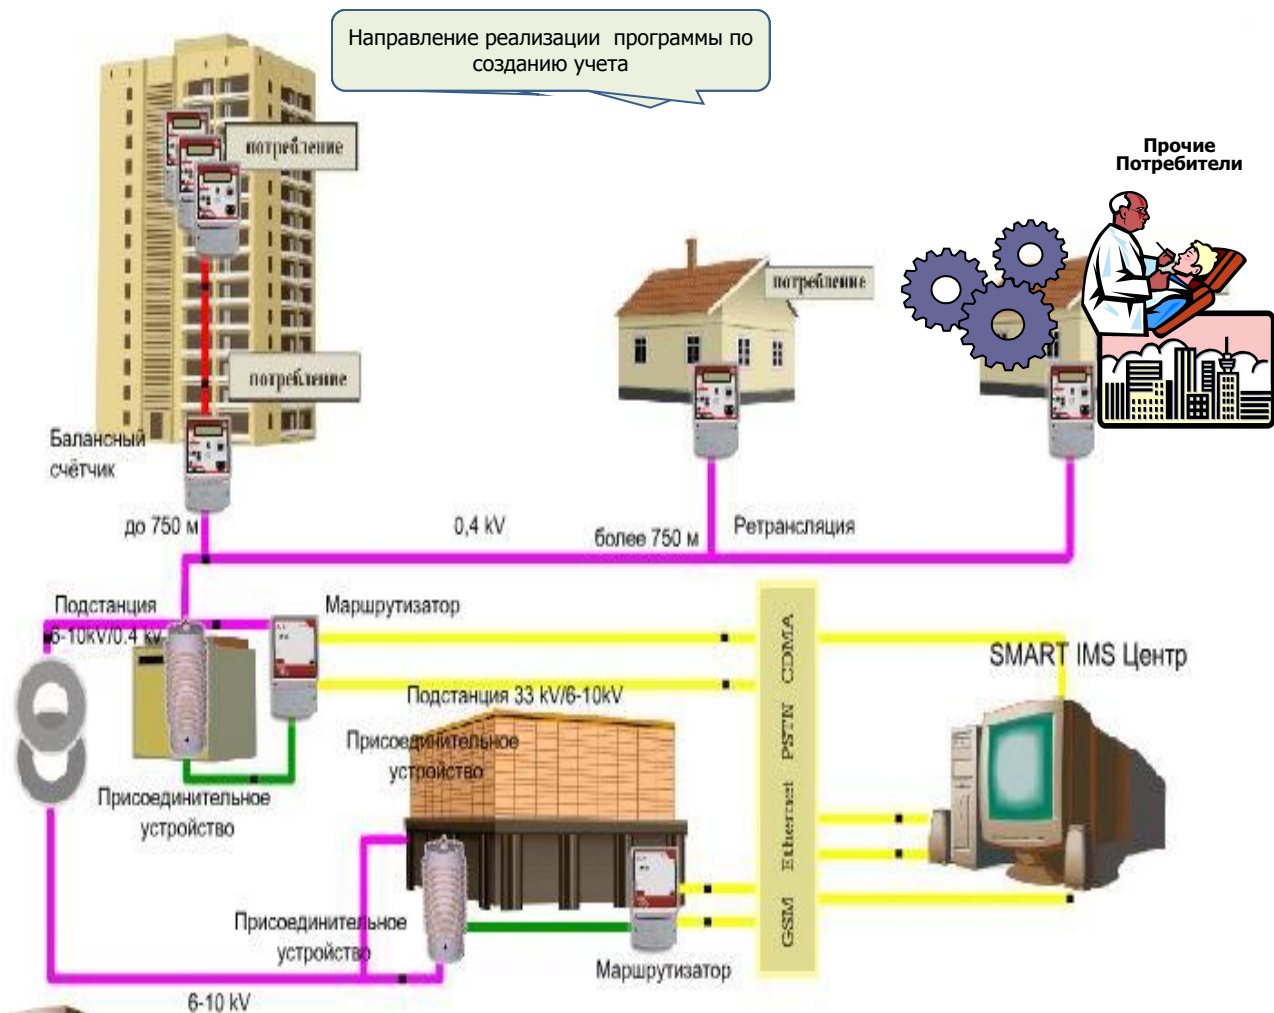 Направление реализации программы по
созданию учета
потребление
Прочие
Потребители
потребление
потребление
Балансный
счётчик
до 750 м
0,4 kV
более 750 м
Ретрансляция
Подстанция
6-10kV/0.4 kv
Маршрутизатор
SMART IMS Центр
Подстанция 33 kV/6-10kV
Присоединительное
устройство
Присоединительное
устройство
GSM Ethernet PSTN CDMA
Присоединительное
устройство
Маршрутизатор
6-10 kV